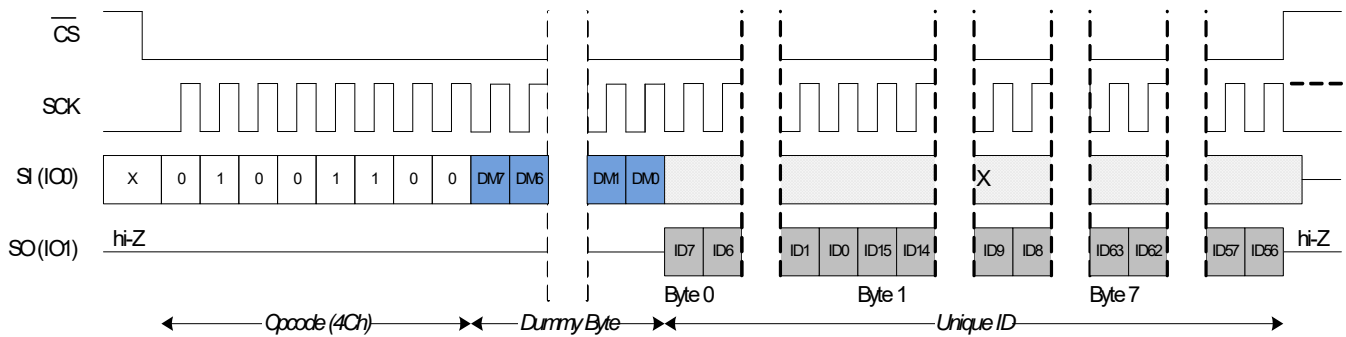 CS
SCK
SI (IO0) X 0 1 0 0 1 1 0 0 DM7 DM6 DM1 DM0 X
SO (IO1) hi-Z ID7 ID6 ID1 ID0 ID15 ID14 ID9 ID8 ID63 ID62 ID57 ID56 hi-Z
Byte 0 Byte 1 Byte 7
Opcode (4Ch) Dummy Byte Unique ID